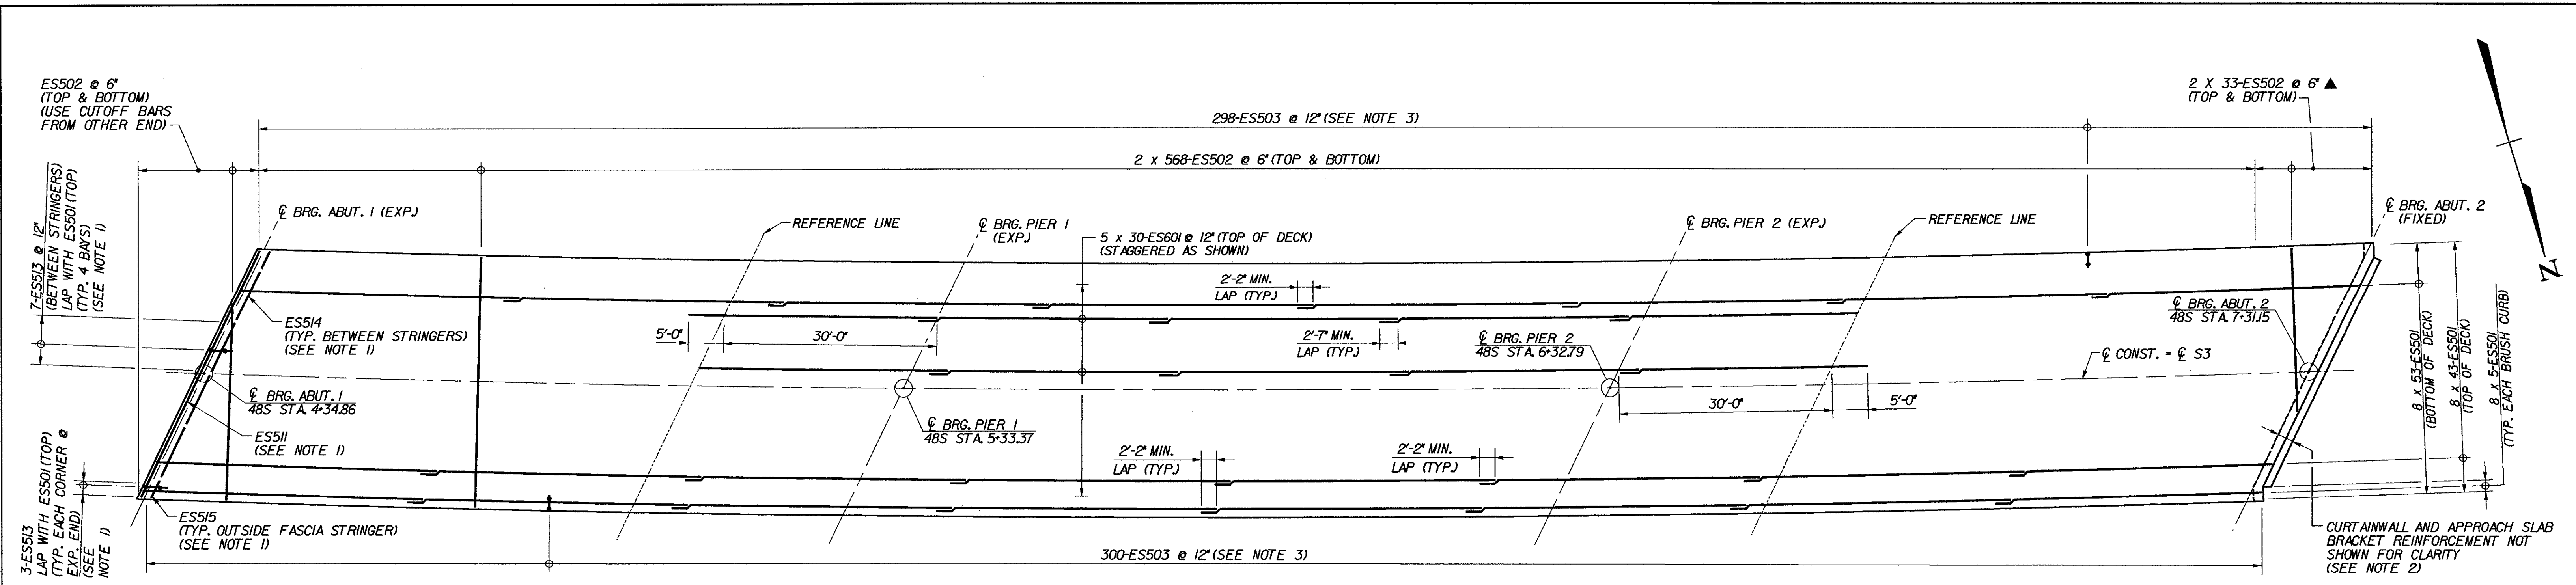 ES502 @ 6"
(TOP & BOTTOM)
(USE CUTOFF BARS
FROM OTHER END)
2 X 33-ES502 @ 6" ▲
(TOP & BOTTOM)
298-ES503 @ 12" (SEE NOTE 3)
2 x 568-ES502 @ 6" (TOP & BOTTOM)
7-ES513 @ 12"
(BETWEEN STRINGERS)
LAP WITH ES501 (TOP)
(TYP. 4 BAYS)
(SEE NOTE 1)
℄ BRG. ABUT. 1 (EXP.)
REFERENCE LINE
℄ BRG. PIER 1
(EXP.)
5 x 30-ES601 @ 12" (TOP OF DECK)
(STAGGERED AS SHOWN)
℄ BRG. PIER 2 (EXP.)
REFERENCE LINE
℄ BRG. ABUT. 2
(FIXED)
N
2'-2" MIN.
LAP (TYP.)
ES514
(TYP. BETWEEN STRINGERS)
(SEE NOTE 1)
5'-0"
30'-0"
2'-7" MIN.
LAP (TYP.)
℄ BRG. PIER 2
48S STA. 6+32.79
℄ BRG. ABUT. 2
48S STA. 7+31.15
℄ CONST. = ℄ S3
℄ BRG. ABUT. 1
48S STA. 4+34.86
℄ BRG. PIER 1
48S STA. 5+33.37
30'-0"
5'-0"
8 x 53-ES501
(BOTTOM OF DECK)
8 x 43-ES501
(TOP OF DECK)
8 x 5-ES501
(TYP. EACH BRUSH CURB)
ES511
(SEE NOTE 1)
2'-2" MIN.
LAP (TYP.)
2'-2" MIN.
LAP (TYP.)
3-ES513
LAP WITH ES501 (TOP)
(TYP. EACH CORNER @
EXP. END)
(SEE
NOTE 1)
ES515
(TYP. OUTSIDE FASCIA STRINGER)
(SEE NOTE 1)
300-ES503 @ 12" (SEE NOTE 3)
CURTAINWALL AND APPROACH SLAB
BRACKET REINFORCEMENT NOT
SHOWN FOR CLARITY
(SEE NOTE 2)